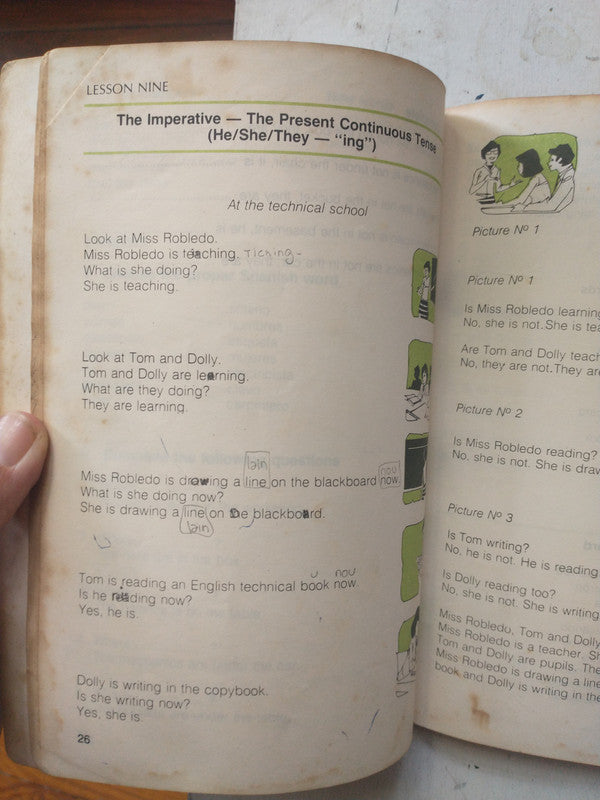 LESSON NINE
The Imperative — The Present Continuous Tense
(He/She/They — "ing")
At the technical school
Look at Miss Robledo.
Miss Robledo is teaching. Tiching-
What is she doing?
She is teaching.
Look at Tom and Dolly.
Tom and Dolly are learning.
What are they doing?
They are learning.
lain
Miss Robledo is drawing a line on the blackboard now.
nau
What is she doing now?
She is drawing a line on the blackboard.
lain
u nou
Tom is reading an English technical book now.
Is he reading now?
Yes, he is.
Dolly is writing in the copybook.
Is she writing now?
Yes, she is.
26
Picture Nº 1
Picture Nº 1
Is Miss Robledo learning
No, she is not. She is
Are Tom and Dolly
No, they are not. They are
Picture Nº 2
Is Miss Robledo reading?
No, she is not. She is
Picture Nº 3
Is Tom writing?
No, he is not. He is reading
Is Dolly reading too?
No, she is not. She is writing
Miss Robledo, Tom and Dolly
Miss Robledo is a teacher.
Tom and Dolly are pupils.
Miss Robledo is drawing a line
book and Dolly is writing in the